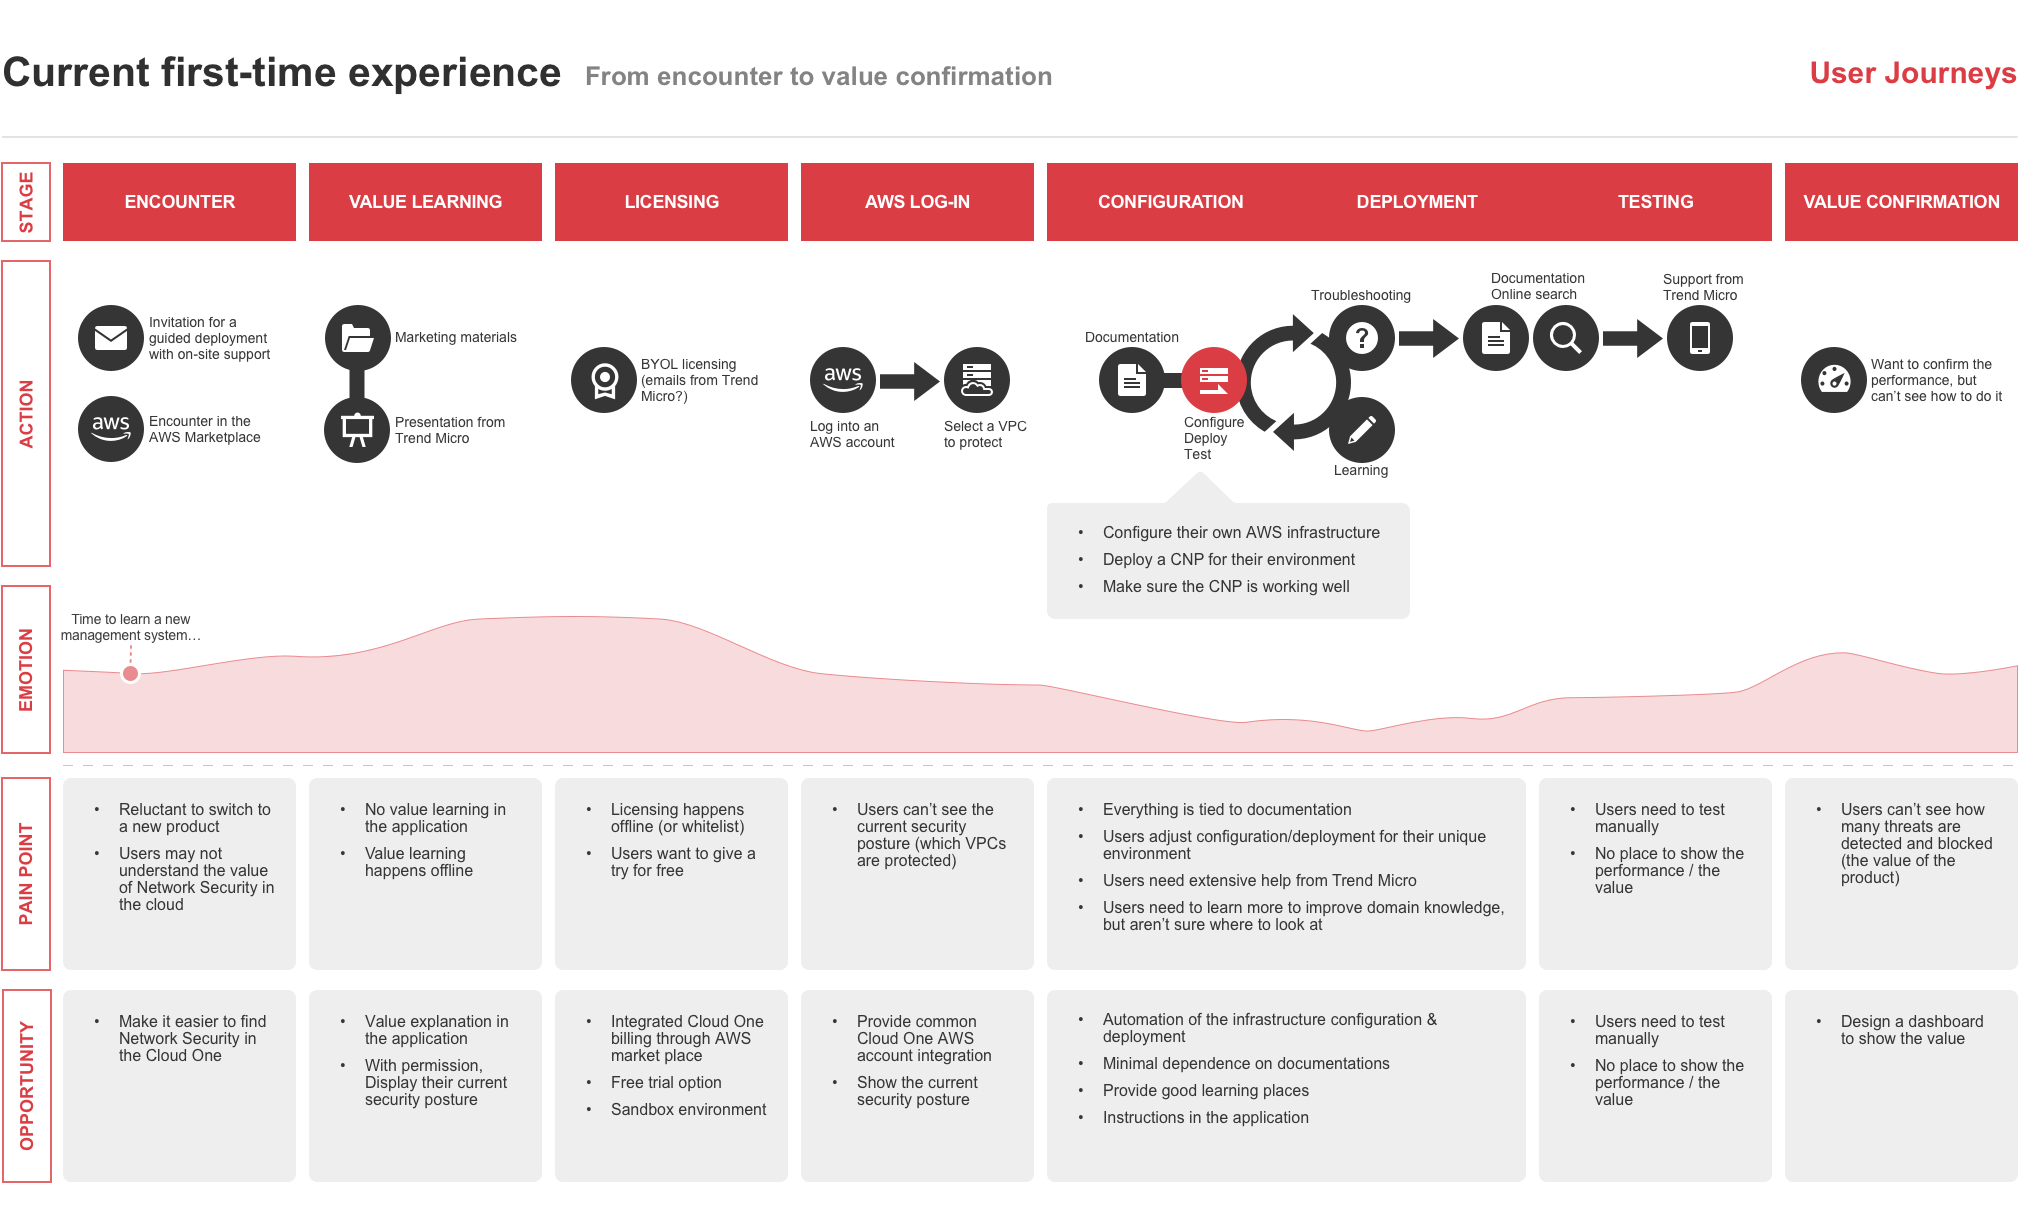 Current first-time experience
From encounter to value confirmation
User Journeys
STAGE
ENCOUNTER
VALUE LEARNING
LICENSING
AWS LOG-IN
CONFIGURATION
DEPLOYMENT
TESTING
VALUE CONFIRMATION
ACTION
Invitation for a
guided deployment
with on-site support
aws
Encounter in the
AWS Marketplace
Marketing materials
Presentation from
Trend Micro
BYOL licensing
(emails from Trend
Micro?)
aws
Log into an
AWS account
Select a VPC
to protect
Documentation
Configure
Deploy
Test
Troubleshooting
?
Learning
Documentation
Online search
Support from
Trend Micro
Want to confirm the
performance, but
can’t see how to do it
• Configure their own AWS infrastructure
• Deploy a CNP for their environment
• Make sure the CNP is working well
EMOTION
Time to learn a new
management system…
PAIN POINT
• Reluctant to switch to
a new product
• Users may not
understand the value
of Network Security in
the cloud
• No value learning in
the application
• Value learning
happens offline
• Licensing happens
offline (or whitelist)
• Users want to give a
try for free
• Users can’t see the
current security
posture (which VPCs
are protected)
• Everything is tied to documentation
• Users adjust configuration/deployment for their unique
environment
• Users need extensive help from Trend Micro
• Users need to learn more to improve domain knowledge,
but aren’t sure where to look at
• Users need to test
manually
• No place to show the
performance / the
value
• Users can’t see how
many threats are
detected and blocked
(the value of the
product)
OPPORTUNITY
• Make it easier to find
Network Security in
the Cloud One
• Value explanation in
the application
• With permission,
Display their current
security posture
• Integrated Cloud One
billing through AWS
market place
• Free trial option
• Sandbox environment
• Provide common
Cloud One AWS
account integration
• Show the current
security posture
• Automation of the infrastructure configuration &
deployment
• Minimal dependence on documentations
• Provide good learning places
• Instructions in the application
• Users need to test
manually
• No place to show the
performance / the
value
• Design a dashboard
to show the value